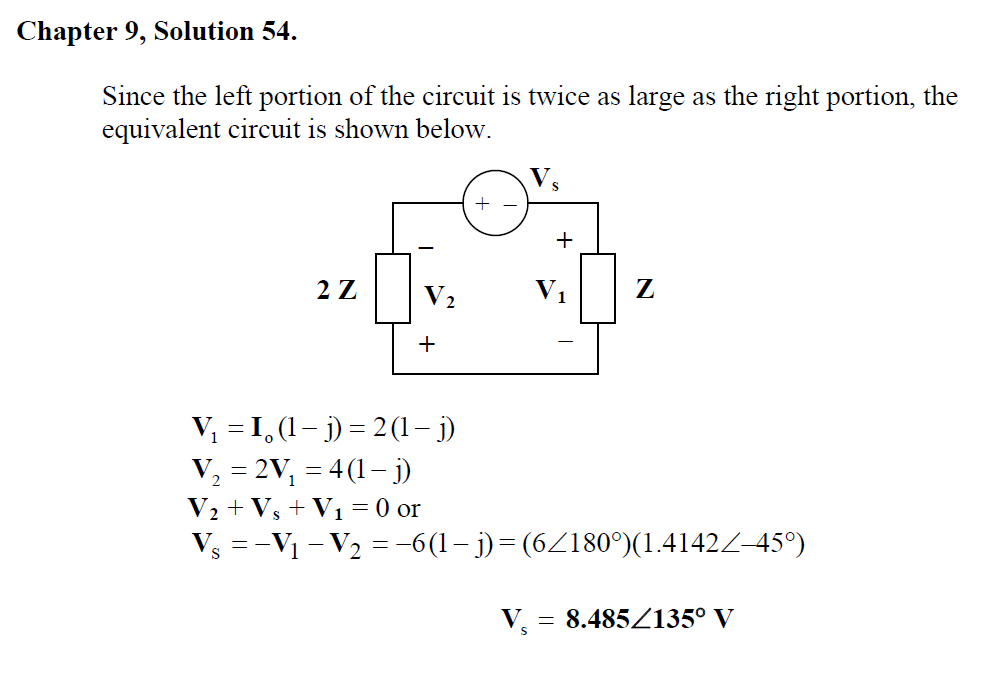 Chapter 9, Solution 54.
Since the left portion of the circuit is twice as large as the right portion, the
equivalent circuit is shown below.
Vₛ
+ −
− +
2 Z V₂ V₁ Z
+ −
V₁ = Iₒ(1 − j) = 2(1 − j)
V₂ = 2V₁ = 4(1 − j)
V₂ + Vₛ + V₁ = 0 or
Vₛ = −V₁ − V₂ = −6(1 − j) = (6∠180°)(1.4142∠–45°)
Vₛ = 8.485∠135° V